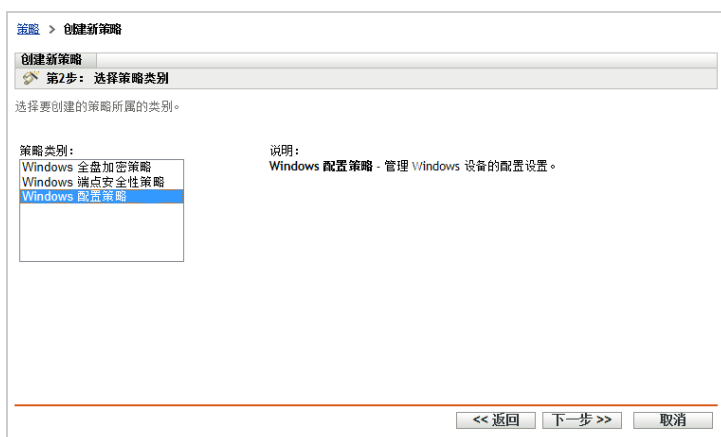 策略 > 创建新策略
创建新策略
第2步： 选择策略类别
选择要创建的策略所属的类别。
策略类别：
Windows 全盘加密策略
Windows 端点安全性策略
Windows 配置策略
说明：
Windows 配置策略 - 管理 Windows 设备的配置设置。
<< 返回
下一步 >>
取消